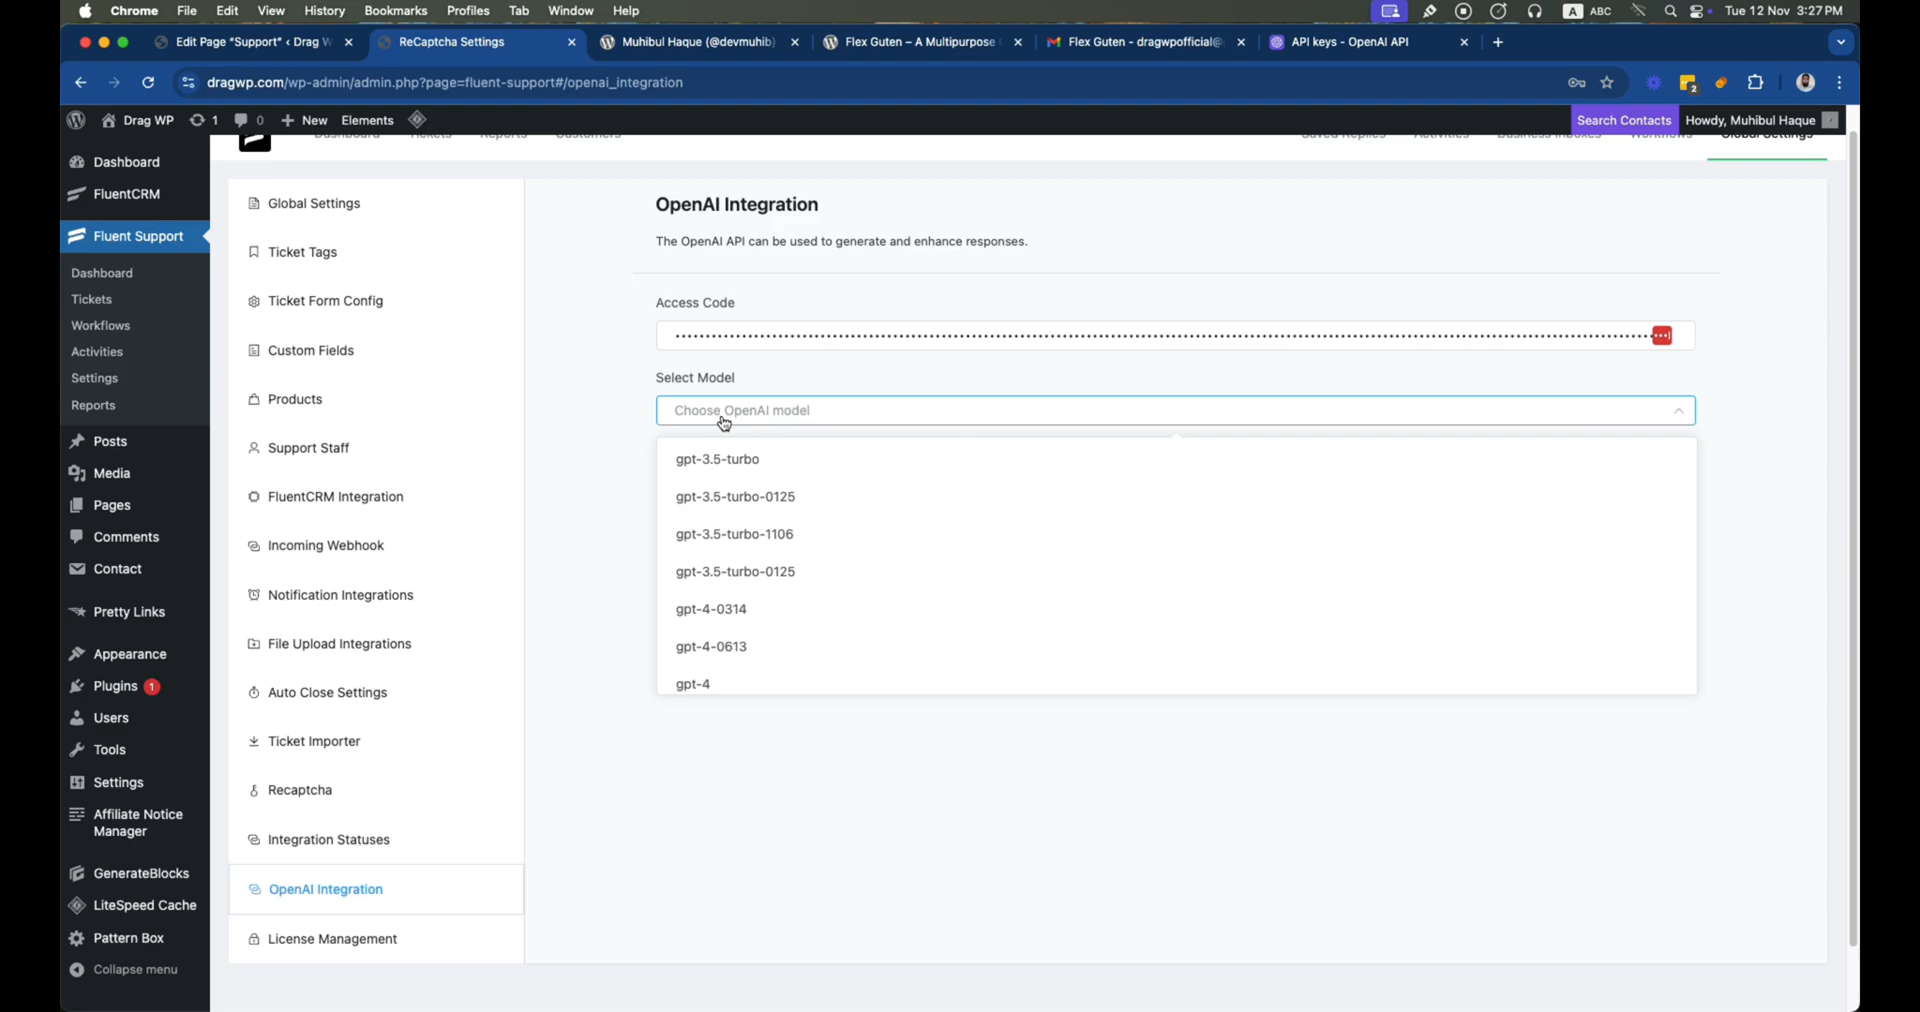 Chrome File Edit View History Bookmarks Profiles Tab Window Help A ABC Tue 12 Nov 3:27 PM
Edit Page “Support” ‹ Drag W ReCaptcha Settings Muhibul Haque (@devmuhib) Flex Guten – A Multipurpose Flex Guten - dragwpofficial@ API keys - OpenAI API
dragwp.com/wp-admin/admin.php?page=fluent-support#/openai_integration 2
Drag WP 1 0 New Elements Search Contacts Howdy, Muhibul Haque
Dashboard Tickets Reports Customers Saved Replies Activities Business Inboxes Workflows Global Settings
Dashboard
FluentCRM
Fluent Support
Dashboard
Tickets
Workflows
Activities
Settings
Reports
Posts
Media
Pages
Comments
Contact
Pretty Links
Appearance
Plugins 1
Users
Tools
Settings
Affiliate Notice
Manager
GenerateBlocks
LiteSpeed Cache
Pattern Box
Collapse menu
Global Settings
Ticket Tags
Ticket Form Config
Custom Fields
Products
Support Staff
FluentCRM Integration
Incoming Webhook
Notification Integrations
File Upload Integrations
Auto Close Settings
Ticket Importer
Recaptcha
Integration Statuses
OpenAI Integration
License Management
OpenAI Integration
The OpenAI API can be used to generate and enhance responses.
Access Code
Select Model
Choose OpenAI model
gpt-3.5-turbo
gpt-3.5-turbo-0125
gpt-3.5-turbo-1106
gpt-3.5-turbo-0125
gpt-4-0314
gpt-4-0613
gpt-4